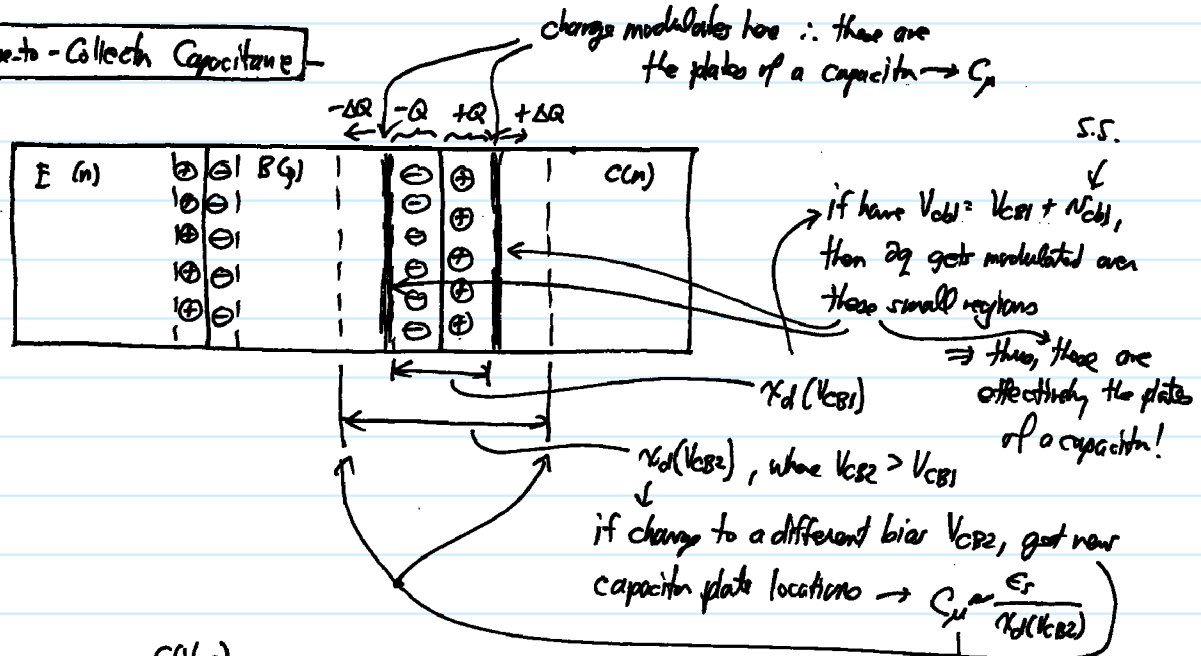 e-to-Collector Capacitance
charge modulates here ∴ these are
the plates of a capacitor → Cμ
-ΔQ -Q +Q +ΔQ
S.S.
E (n) B(p) C(n)
if have Vcb1 = VCB1 + vcb1,
then ∂q gets modulated over
these small regions
⇒ thus, these are
effectively the plates
of a capacitor!
xd(VCB1)
xd(VCB2), where VCB2 > VCB1
if change to a different bias VCB2, get new
capacitor plate locations → Cμ ~ εs / xd(VCB2)